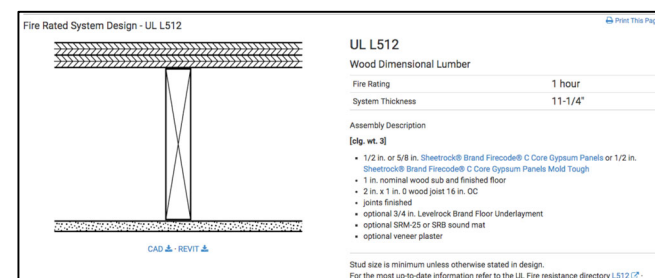 Print This Pag
Fire Rated System Design - UL L512
CAD · REVIT
UL L512
Wood Dimensional Lumber
Fire Rating 1 hour
System Thickness 11-1/4"
Assembly Description
[clg. wt. 3]
• 1/2 in. or 5/8 in. Sheetrock® Brand Firecode® C Core Gypsum Panels or 1/2 in.
Sheetrock® Brand Firecode® C Core Gypsum Panels Mold Tough
• 1 in. nominal wood sub and finished floor
• 2 in. x 1 in. 0 wood joist 16 in. OC
• joints finished
• optional 3/4 in. Levelrock Brand Floor Underlayment
• optional SRM-25 or SRB sound mat
• optional veneer plaster
Stud size is minimum unless otherwise stated in design.
For the most up-to-date information refer to the UL Fire resistance directory L512 ·